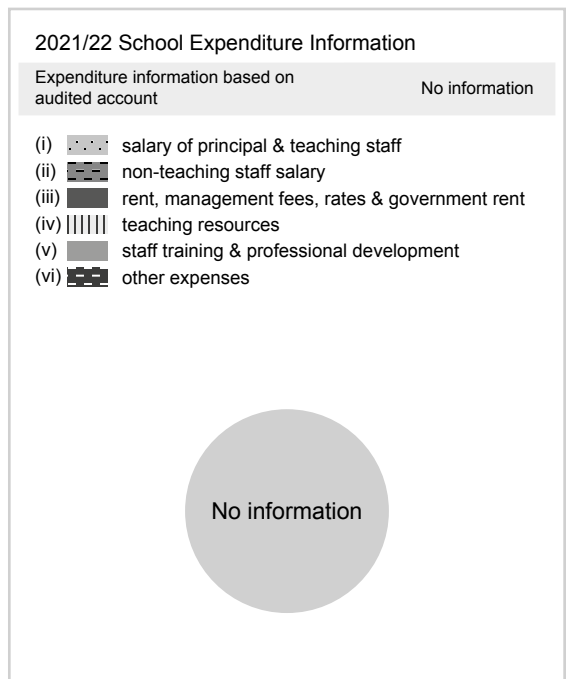 2021/22 School Expenditure Information
Expenditure information based on
audited account
No information
(i) salary of principal & teaching staff
(ii) non-teaching staff salary
(iii) rent, management fees, rates & government rent
(iv) teaching resources
(v) staff training & professional development
(vi) other expenses
No information